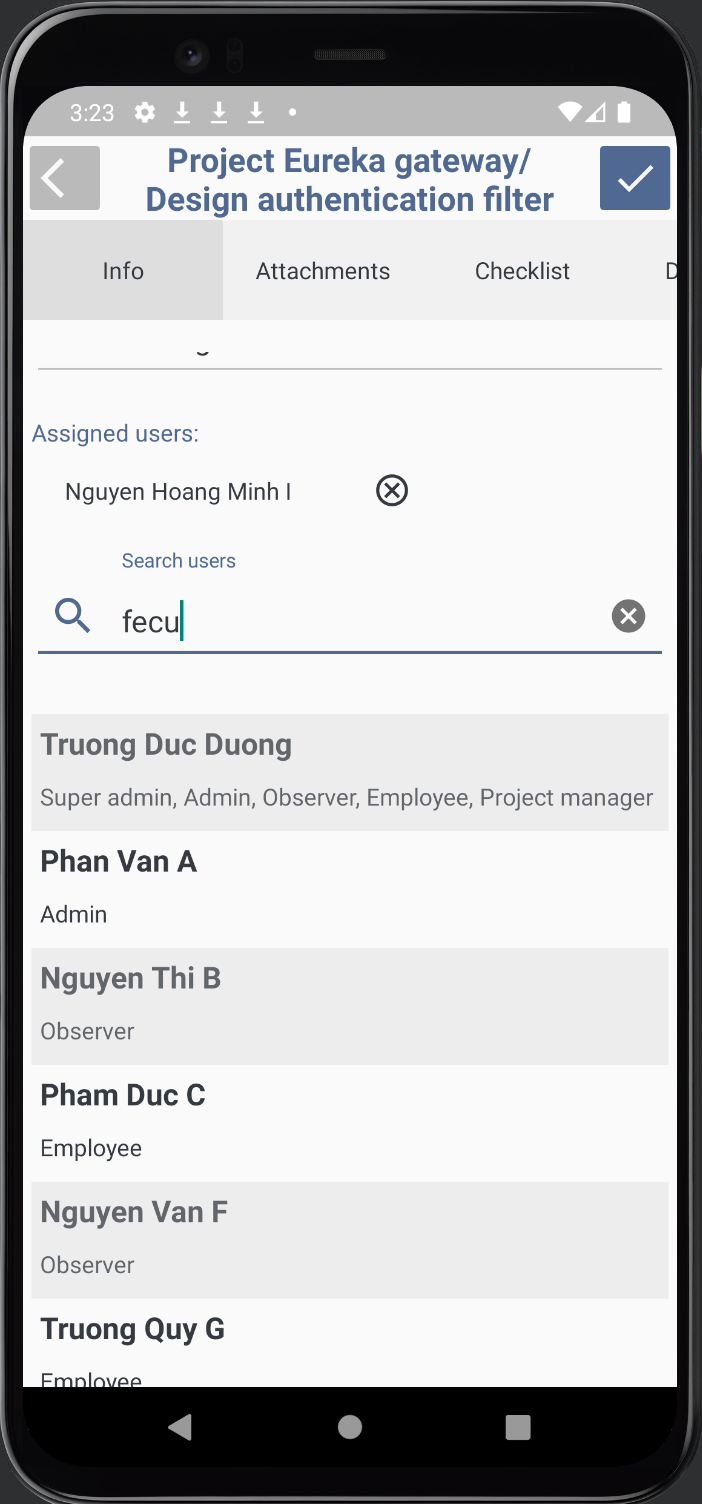 3:23
Project Eureka gateway/
Design authentication filter
Info
Attachments
Checklist
D
Assigned users:
Nguyen Hoang Minh I
Search users
fecu
Truong Duc Duong
Super admin, Admin, Observer, Employee, Project manager
Phan Van A
Admin
Nguyen Thi B
Observer
Pham Duc C
Employee
Nguyen Van F
Observer
Truong Quy G
Employee